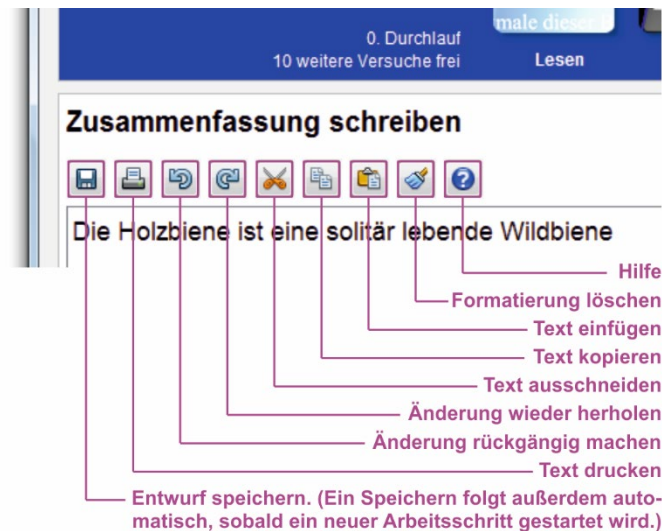 male dieser
0. Durchlauf
10 weitere Versuche frei
Lesen
Zusammenfassung schreiben
Die Holzbiene ist eine solitär lebende Wildbiene
Hilfe
Formatierung löschen
Text einfügen
Text kopieren
Text ausschneiden
Änderung wieder herholen
Änderung rückgängig machen
Text drucken
Entwurf speichern. (Ein Speichern folgt außerdem auto-
matisch, sobald ein neuer Arbeitsschritt gestartet wird.)